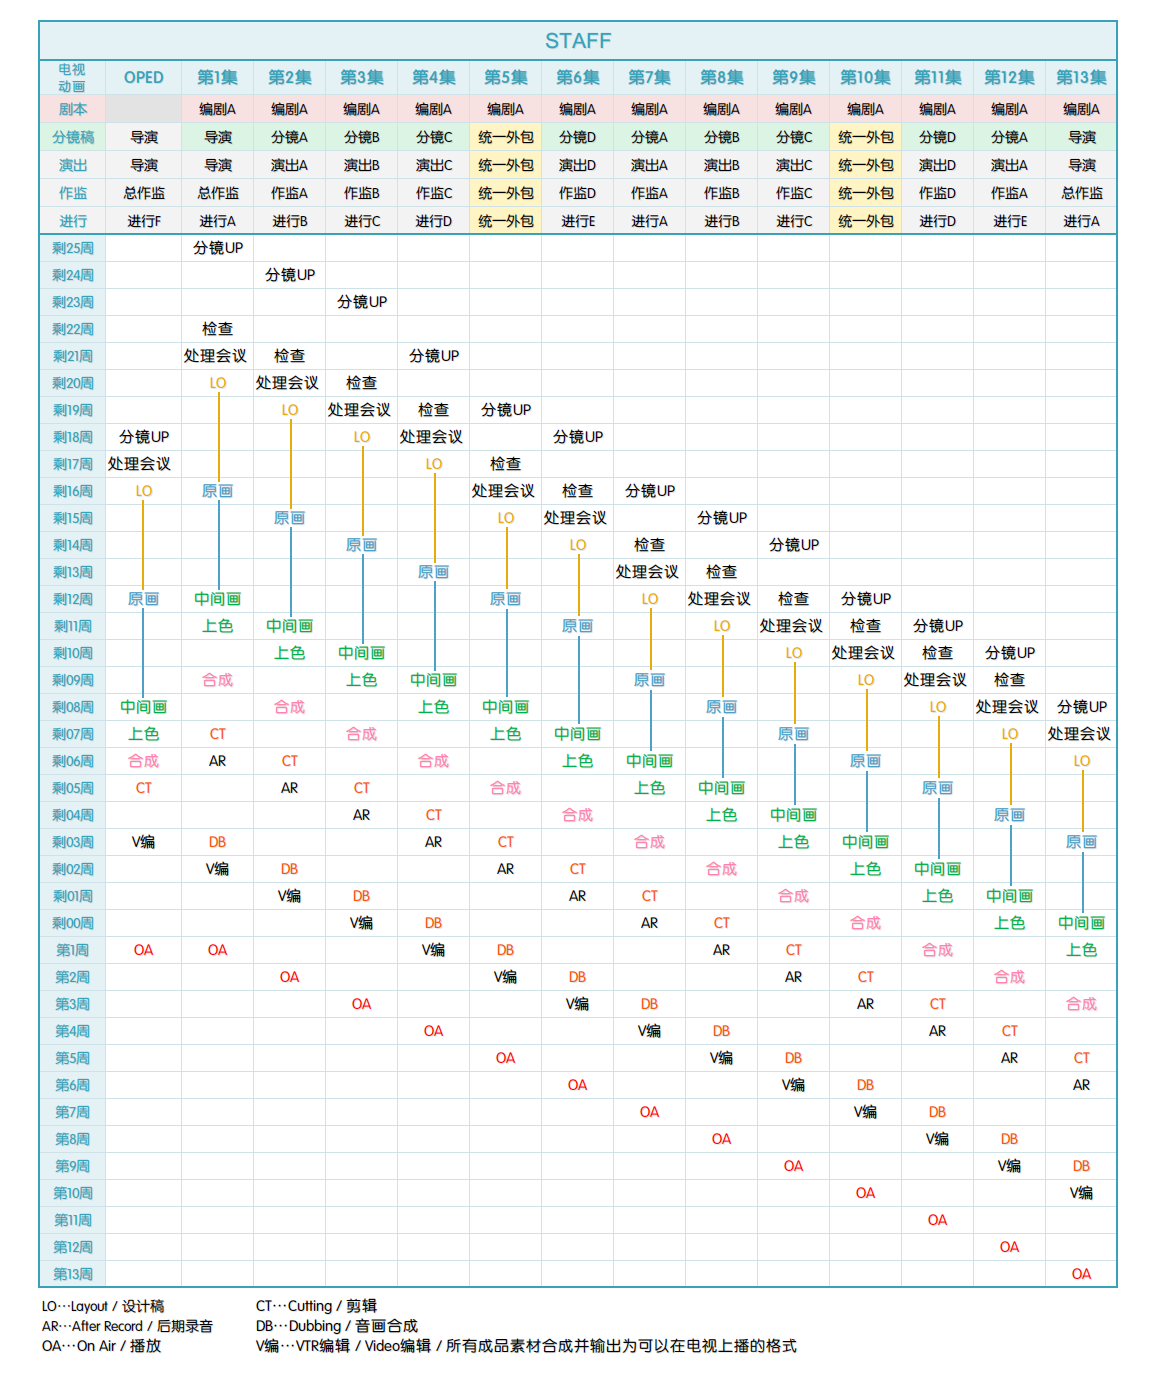 STAFF
电视 动画 OPED 第1集 第2集 第3集 第4集 第5集 第6集 第7集 第8集 第9集 第10集 第11集 第12集 第13集
剧本 编剧A 编剧A 编剧A 编剧A 编剧A 编剧A 编剧A 编剧A 编剧A 编剧A 编剧A 编剧A 编剧A
分镜稿 导演 导演 分镜A 分镜B 分镜C 统一外包 分镜D 分镜A 分镜B 分镜C 统一外包 分镜D 分镜A 导演
演出 导演 导演 演出A 演出B 演出C 统一外包 演出D 演出A 演出B 演出C 统一外包 演出D 演出A 导演
作监 总作监 总作监 作监A 作监B 作监C 统一外包 作监D 作监A 作监B 作监C 统一外包 作监D 作监A 总作监
进行 进行F 进行A 进行B 进行C 进行D 统一外包 进行E 进行A 进行B 进行C 统一外包 进行D 进行E 进行A
剩25周 分镜UP
剩24周 分镜UP
剩23周 分镜UP
剩22周 检查
剩21周 处理会议 检查 分镜UP
剩20周 LO 处理会议 检查
剩19周 LO 处理会议 检查 分镜UP
剩18周 分镜UP LO 处理会议 分镜UP
剩17周 处理会议 LO 检查
剩16周 LO 原画 处理会议 检查 分镜UP
剩15周 原画 LO 处理会议 分镜UP
剩14周 原画 LO 检查 分镜UP
剩13周 原画 处理会议 检查
剩12周 原画 中间画 原画 LO 处理会议 检查 分镜UP
剩11周 上色 中间画 原画 LO 处理会议 检查 分镜UP
剩10周 上色 中间画 LO 处理会议 检查 分镜UP
剩09周 合成 上色 中间画 原画 LO 处理会议 检查
剩08周 中间画 合成 上色 中间画 原画 LO 处理会议 分镜UP
剩07周 上色 CT 合成 上色 中间画 原画 LO 处理会议
剩06周 合成 AR CT 合成 上色 中间画 原画 LO
剩05周 CT AR CT 合成 上色 中间画 原画
剩04周 AR CT 合成 上色 中间画 原画
剩03周 V编 DB AR CT 合成 上色 中间画 原画
剩02周 V编 DB AR CT 合成 上色 中间画
剩01周 V编 DB AR CT 合成 上色 中间画
剩00周 V编 DB AR CT 合成 上色 中间画
第1周 OA OA V编 DB AR CT 合成 上色
第2周 OA V编 DB AR CT 合成
第3周 OA V编 DB AR CT 合成
第4周 OA V编 DB AR CT
第5周 OA V编 DB AR CT
第6周 OA V编 DB AR
第7周 OA V编 DB
第8周 OA V编 DB
第9周 OA V编 DB
第10周 OA V编
第11周 OA
第12周 OA
第13周 OA
LO…Layout / 设计稿 CT…Cutting / 剪辑
AR…After Record / 后期录音 DB…Dubbing / 音画合成
OA…On Air / 播放 V编…VTR编辑 / Video编辑 / 所有成品素材合成并输出为可以在电视上播的格式